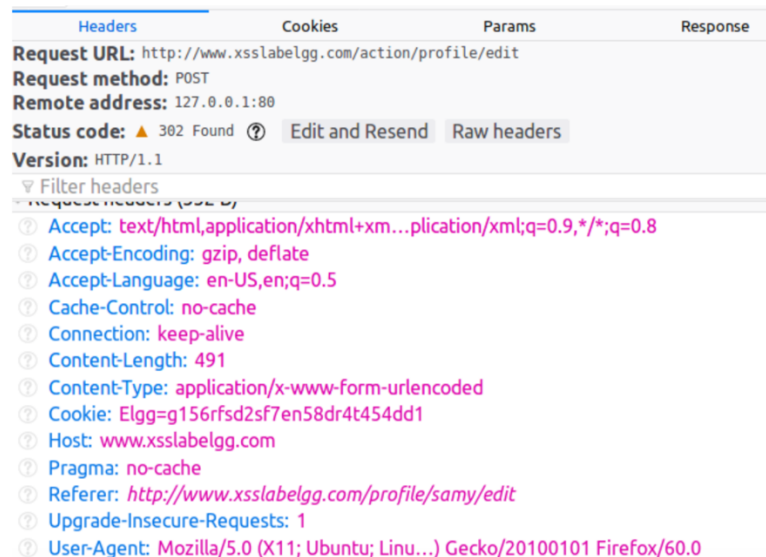 Headers Cookies Params Response
Request URL: http://www.xsslabelgg.com/action/profile/edit
Request method: POST
Remote address: 127.0.0.1:80
Status code: ▲ 302 Found ? Edit and Resend Raw headers
Version: HTTP/1.1
Filter headers
Request headers (552 B)
Accept: text/html,application/xhtml+xm…plication/xml;q=0.9,*/*;q=0.8
Accept-Encoding: gzip, deflate
Accept-Language: en-US,en;q=0.5
Cache-Control: no-cache
Connection: keep-alive
Content-Length: 491
Content-Type: application/x-www-form-urlencoded
Cookie: Elgg=g156rfsd2sf7en58dr4t454dd1
Host: www.xsslabelgg.com
Pragma: no-cache
Referer: http://www.xsslabelgg.com/profile/samy/edit
Upgrade-Insecure-Requests: 1
User-Agent: Mozilla/5.0 (X11; Ubuntu; Linu…) Gecko/20100101 Firefox/60.0